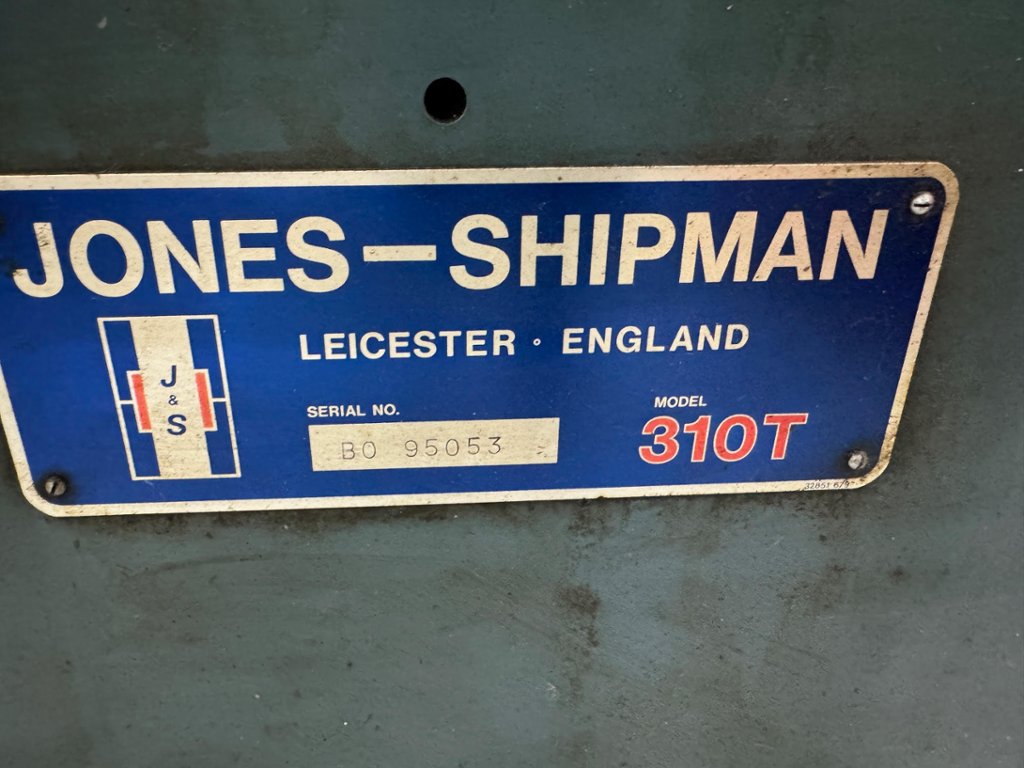 JONES-SHIPMAN
LEICESTER · ENGLAND
J
&
S
SERIAL NO.
BO 95053
MODEL
310T